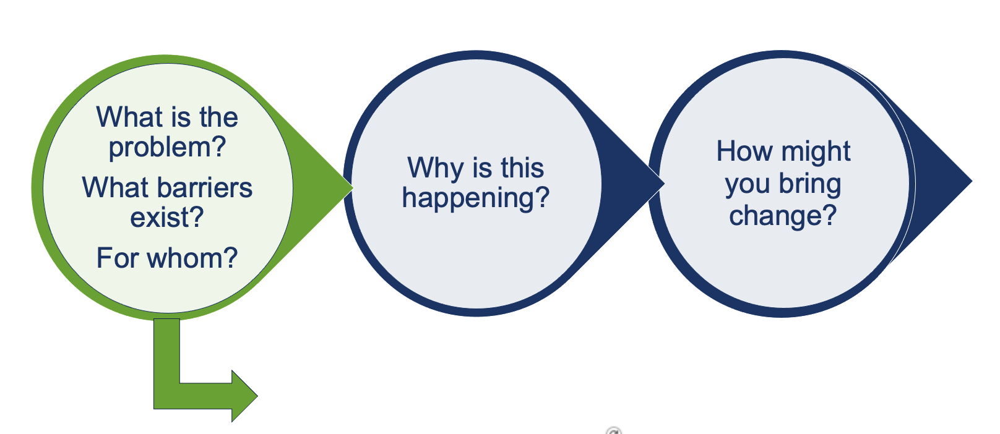 What is the
problem?
What barriers
exist?
For whom?
Why is this
happening?
How might
you bring
change?